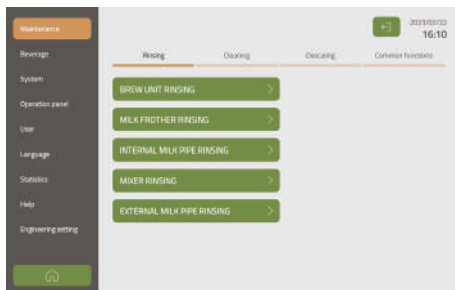 Maintenance
Beverage
System
Operation panel
User
Language
Statistics
Help
Engineering setting
16:10
Rinsing
Cleaning
Descaling
Common functions
BREW UNIT RINSING
MILK FROTHER RINSING
INTERNAL MILK PIPE RINSING
MIXER RINSING
EXTERNAL MILK PIPE RINSING